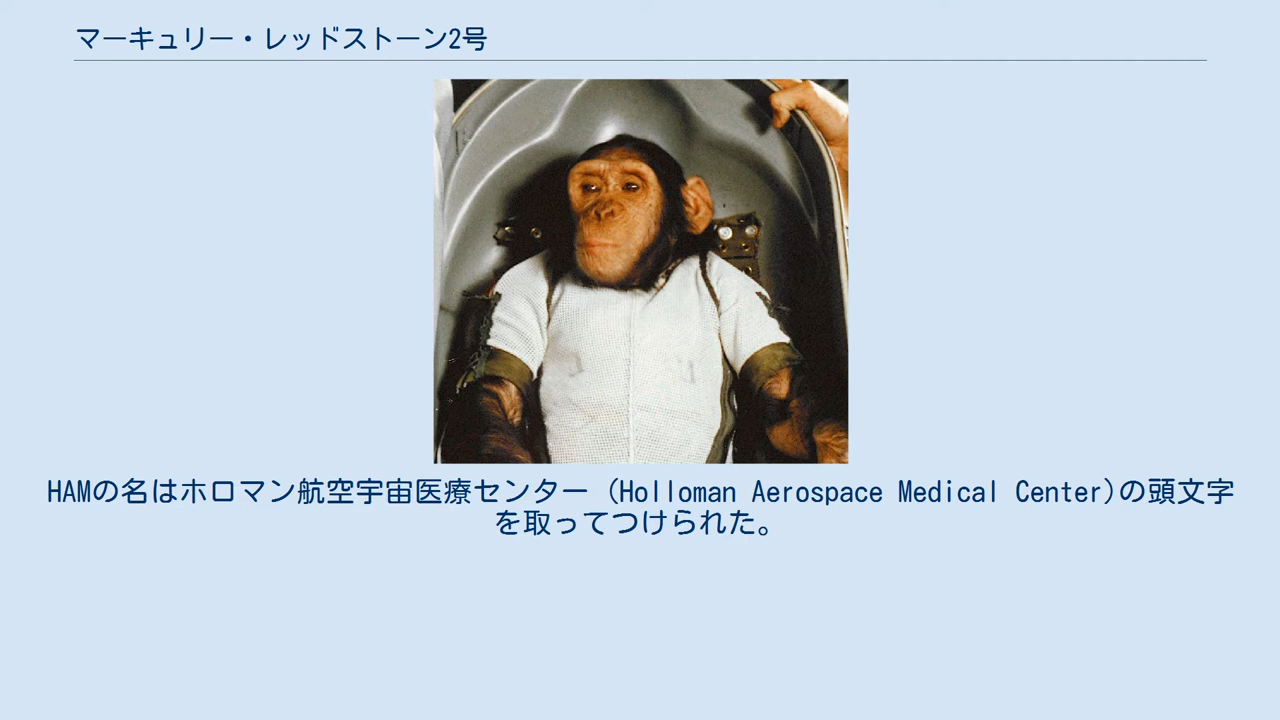 マーキュリー・レッドストーン2号
HAMの名はホロマン航空宇宙医療センター (Holloman Aerospace Medical Center)の頭文字
を取ってつけられた。